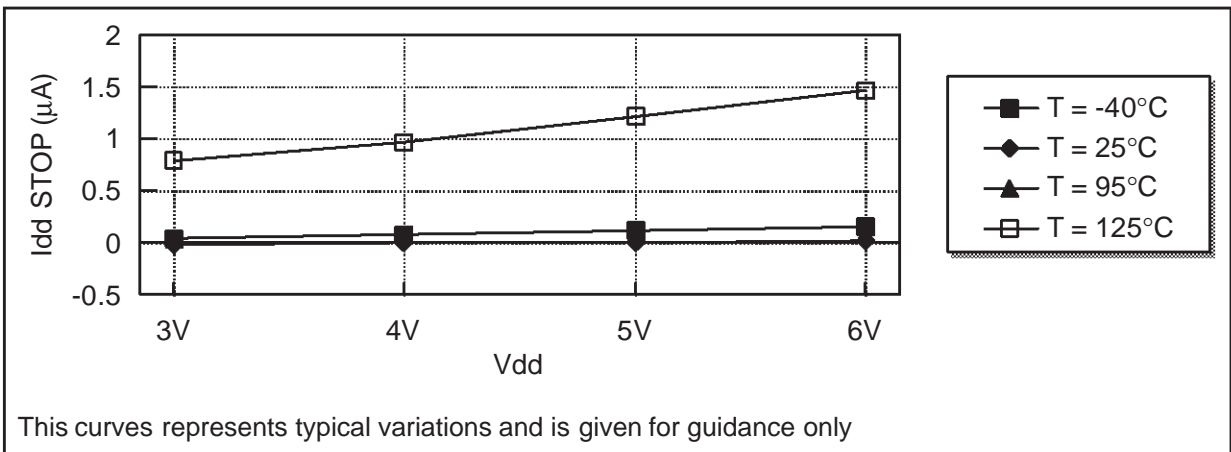 2
1.5
1
0.5
0
-0.5
Idd STOP (µA)
3V 4V 5V 6V
Vdd
T = -40°C
T = 25°C
T = 95°C
T = 125°C
This curves represents typical variations and is given for guidance only